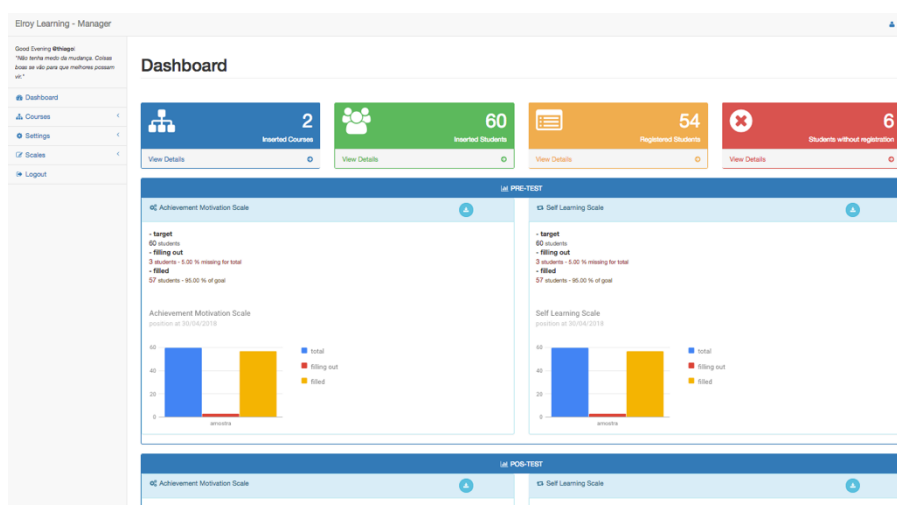 Elroy Learning - Manager
Good Evening @thiago!
"Não tenha medo da mudança. Coisas
boas se vão para que melhores possam
vir."
Dashboard
Courses
Settings
Scales
Logout
Dashboard
2
Inserted Courses
View Details
60
Inserted Students
View Details
54
Registered Students
View Details
6
Students without registration
View Details
PRE-TEST
Achievement Motivation Scale
- target
60 students
- filling out
3 students - 5.00 % missing for total
- filled
57 students - 95.00 % of goal
Achievement Motivation Scale
position at 30/04/2018
60
40
20
0
amostra
total
filling out
filled
Self Learning Scale
- target
60 students
- filling out
3 students - 5.00 % missing for total
- filled
57 students - 95.00 % of goal
Self Learning Scale
position at 30/04/2018
60
40
20
0
amostra
total
filling out
filled
POS-TEST
Achievement Motivation Scale
Self Learning Scale